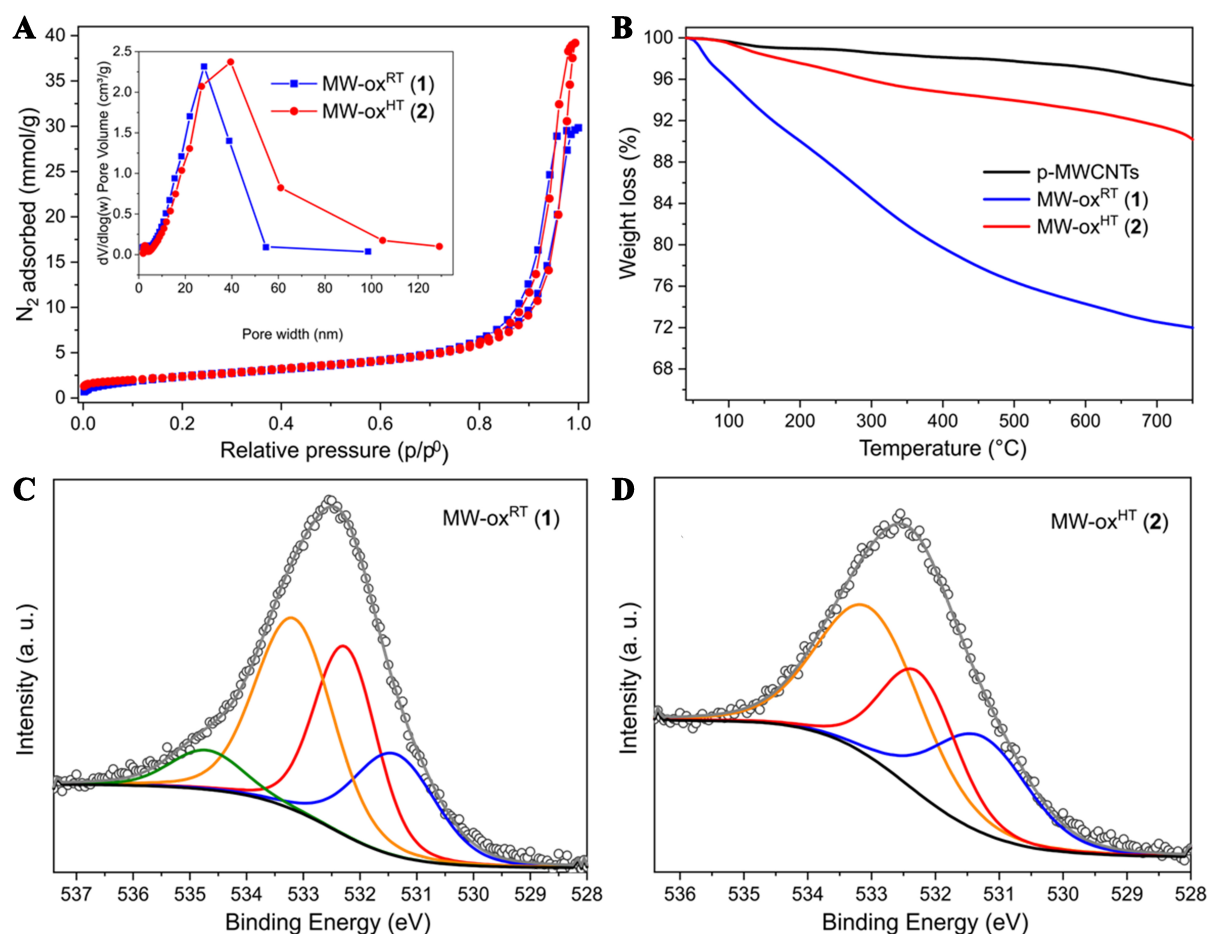 A
N₂ adsorbed (mmol/g)
40
35
30
25
20
15
10
5
0
0.0 0.2 0.4 0.6 0.8 1.0
Relative pressure (p/p⁰)
dV/dlog(w) Pore Volume (cm³/g)
2.5
2.0
1.5
1.0
0.5
0.0
0 20 40 60 80 100 120
Pore width (nm)
MW-oxᴿᵀ (1)
MW-oxᴴᵀ (2)
B
Weight loss (%)
100
96
92
88
84
80
76
72
68
100 200 300 400 500 600 700
Temperature (°C)
p-MWCNTs
MW-oxᴿᵀ (1)
MW-oxᴴᵀ (2)
C
MW-oxᴿᵀ (1)
Intensity (a. u.)
537 536 535 534 533 532 531 530 529 528
Binding Energy (eV)
D
MW-oxᴴᵀ (2)
Intensity (a. u.)
536 535 534 533 532 531 530 529 528
Binding Energy (eV)